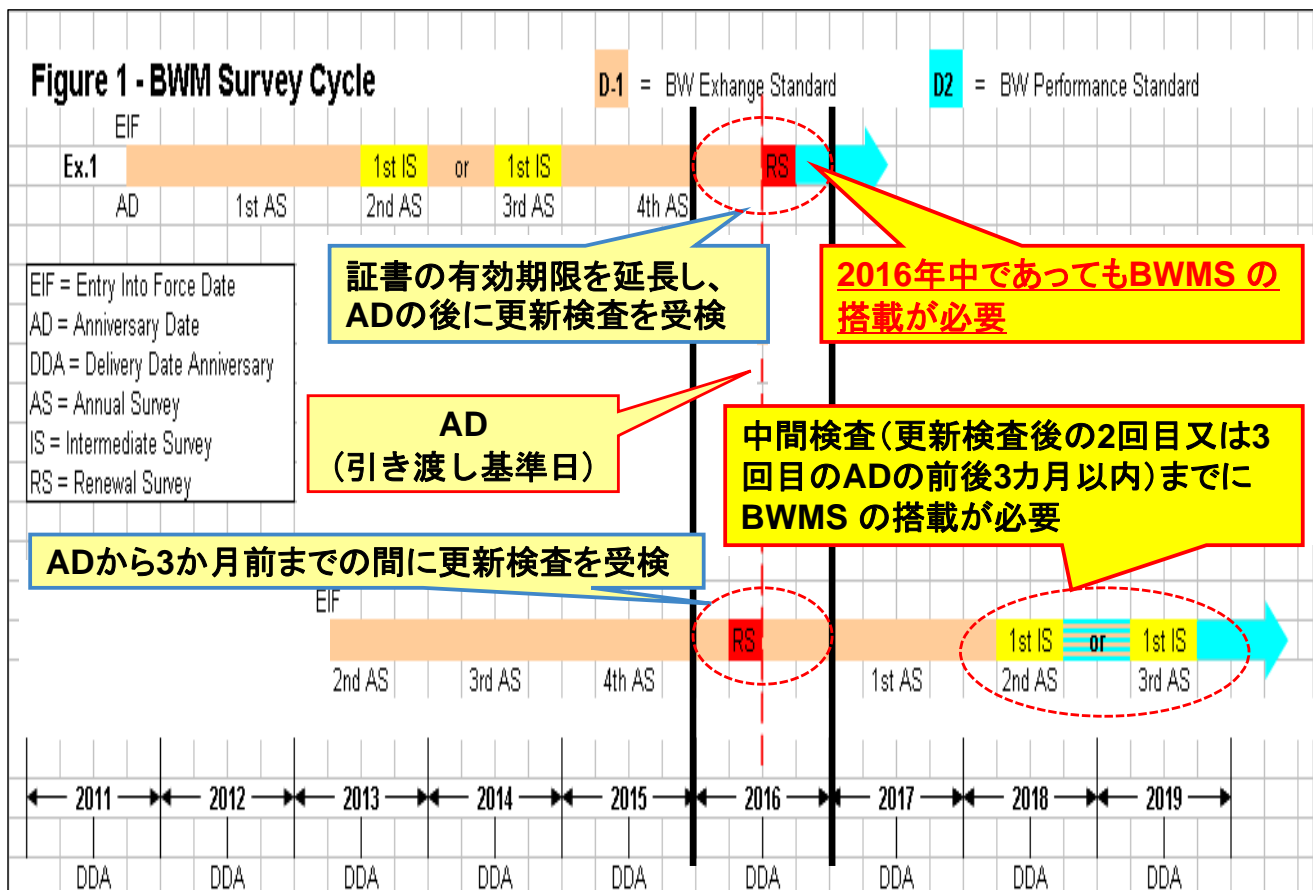 Figure 1 - BWM Survey Cycle
D-1 = BW Exhange Standard
D2 = BW Performance Standard
EIF
Ex.1
1st IS or 1st IS
RS
AD 1st AS 2nd AS 3rd AS 4th AS
証書の有効期限を延長し、
ADの後に更新検査を受検
2016年中であってもBWMS の
搭載が必要
EIF = Entry Into Force Date
AD = Anniversary Date
DDA = Delivery Date Anniversary
AS = Annual Survey
IS = Intermediate Survey
RS = Renewal Survey
AD
(引き渡し基準日)
中間検査(更新検査後の2回目又は3
回目のADの前後3カ月以内)までに
BWMS の搭載が必要
ADから3か月前までの間に更新検査を受検
EIF
RS
1st IS or 1st IS
2nd AS 3rd AS 4th AS 1st AS 2nd AS 3rd AS
2011 2012 2013 2014 2015 2016 2017 2018 2019
DDA DDA DDA DDA DDA DDA DDA DDA DDA